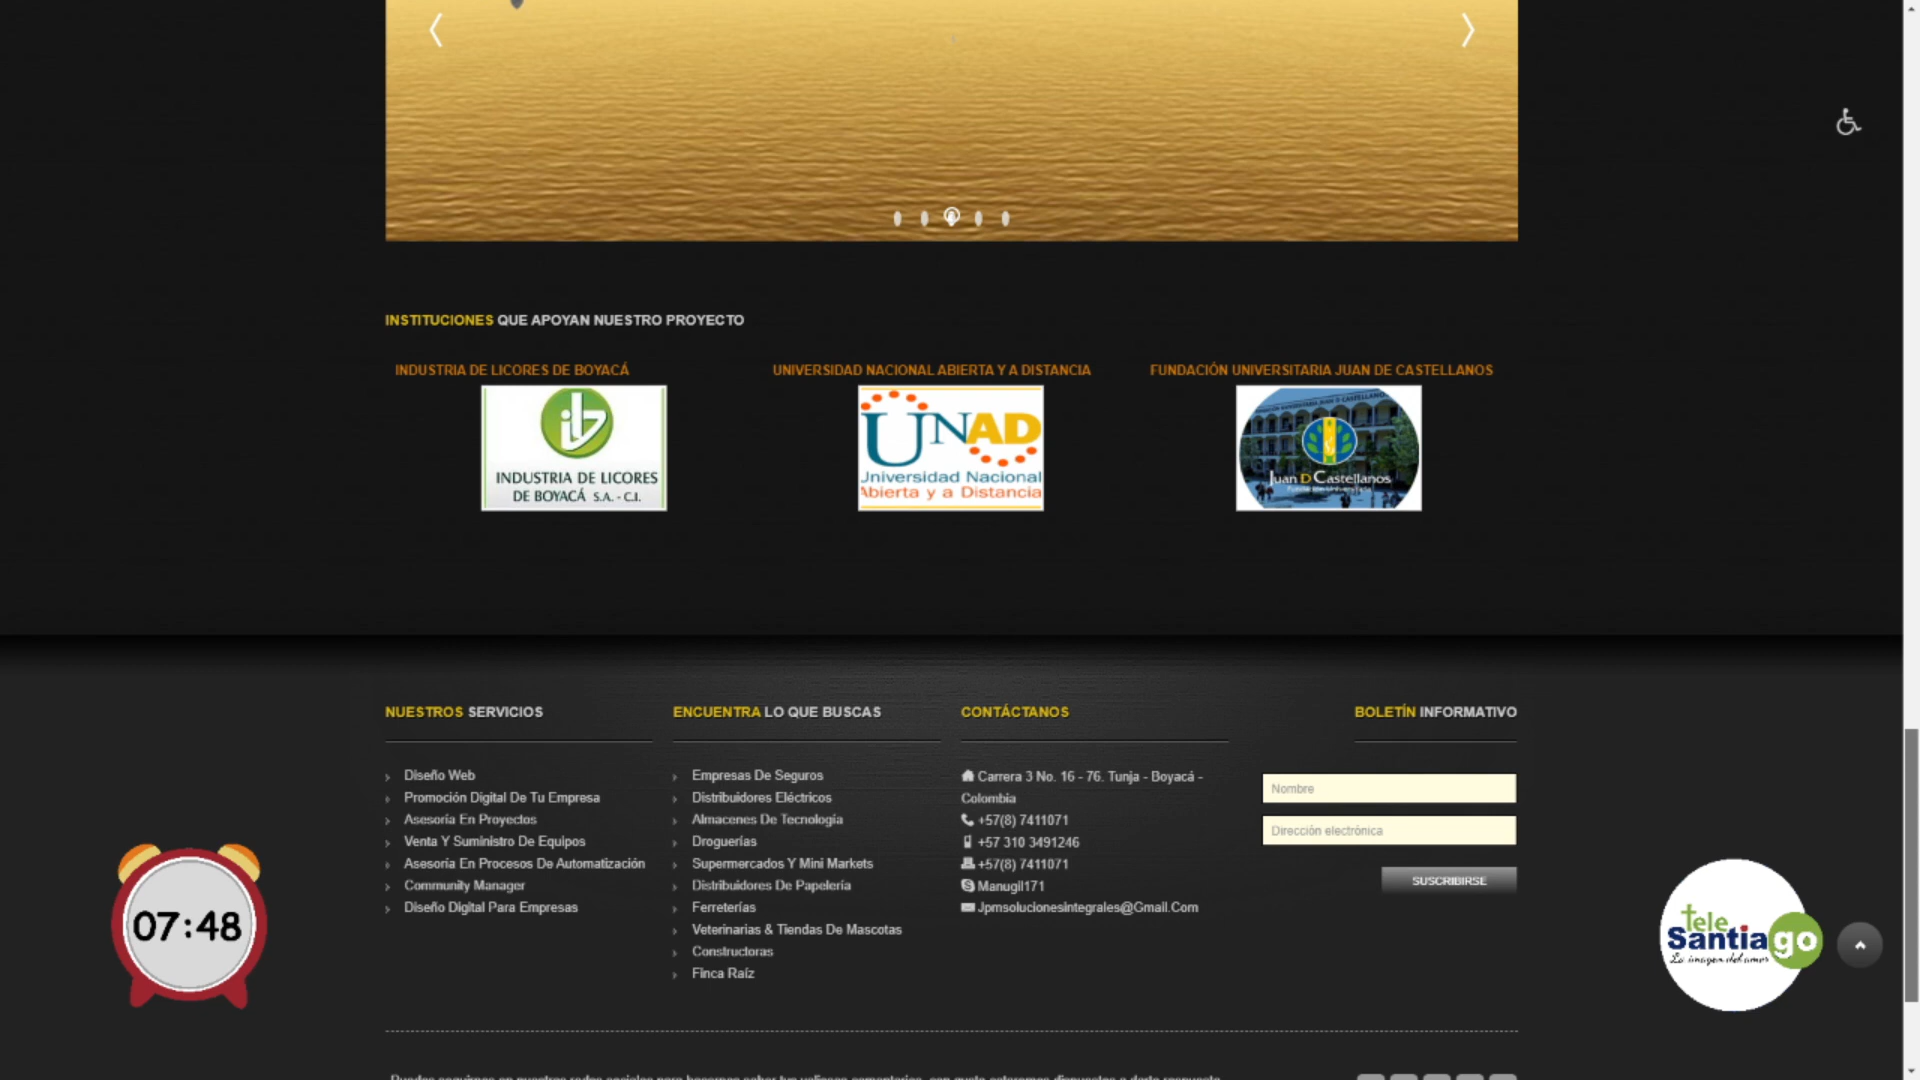 INSTITUCIONES QUE APOYAN NUESTRO PROYECTO
INDUSTRIA DE LICORES DE BOYACÁ
UNIVERSIDAD NACIONAL ABIERTA Y A DISTANCIA
FUNDACIÓN UNIVERSITARIA JUAN DE CASTELLANOS
ilb
INDUSTRIA DE LICORES
DE BOYACÁ S.A. - C.I.
UNAD
Universidad Nacional
Abierta y a Distancia
Juan D Castellanos
NUESTROS SERVICIOS
Diseño Web
Promoción Digital De Tu Empresa
Asesoría En Proyectos
Venta Y Suministro De Equipos
Asesoría En Procesos De Automatización
Community Manager
Diseño Digital Para Empresas
ENCUENTRA LO QUE BUSCAS
Empresas De Seguros
Distribuidores Eléctricos
Almacenes De Tecnología
Droguerías
Supermercados Y Mini Markets
Distribuidores De Papelería
Ferreterías
Veterinarias & Tiendas De Mascotas
Constructoras
Finca Raíz
CONTÁCTANOS
Carrera 3 No. 16 - 76. Tunja - Boyacá -
Colombia
+57(8) 7411071
+57 310 3491246
+57(8) 7411071
Manugil171
Jpmsolucionesintegrales@Gmail.Com
BOLETÍN INFORMATIVO
Nombre
Dirección electrónica
SUSCRIBIRSE
07:48
tele
Santiago
La imagen del amor